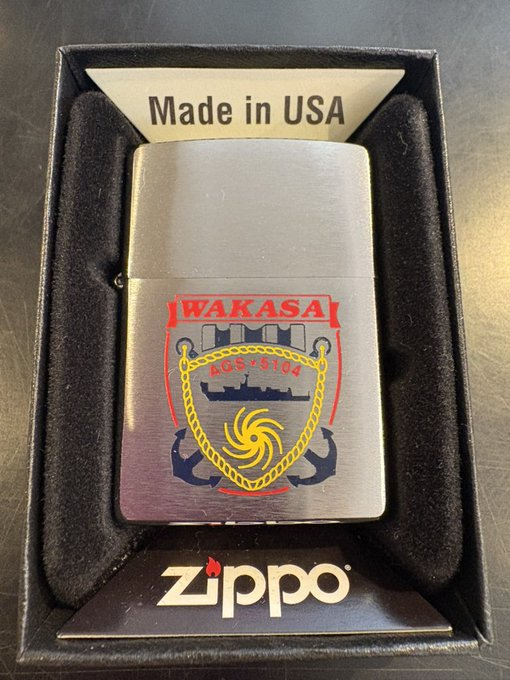 Made in USA
WAKASA
AGS • 5104
zippo